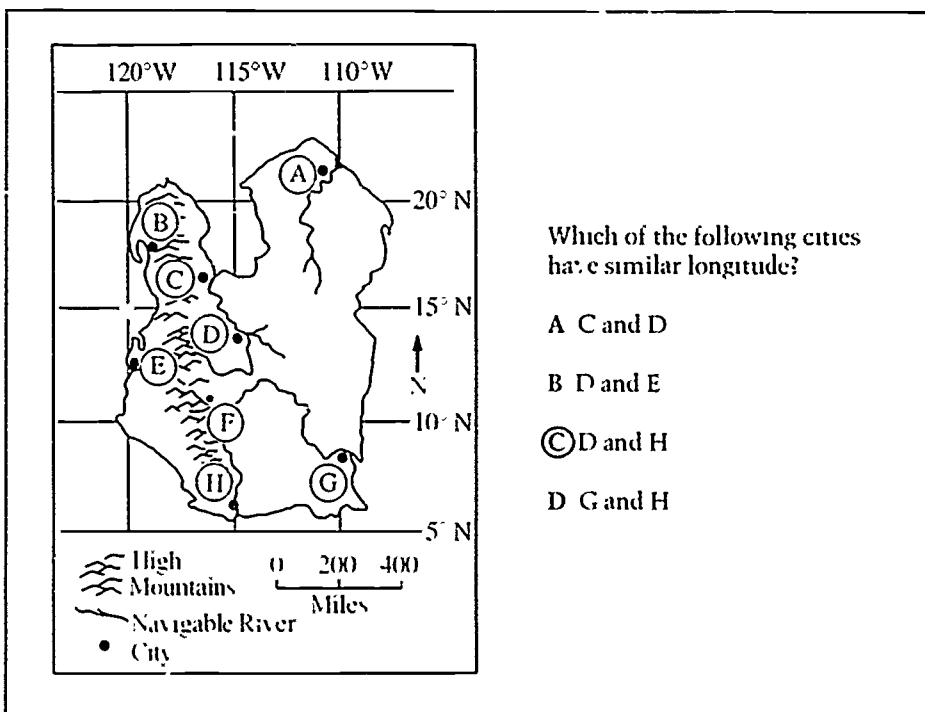 120°W 115°W 110°W
A
20° N
B
C
15° N
D
E
N
F
10° N
H
G
5° N
High
Mountains
Navigable River
City
0 200 400
Miles
Which of the following cities
have similar longitude?
A C and D
B D and E
C D and H
D G and H